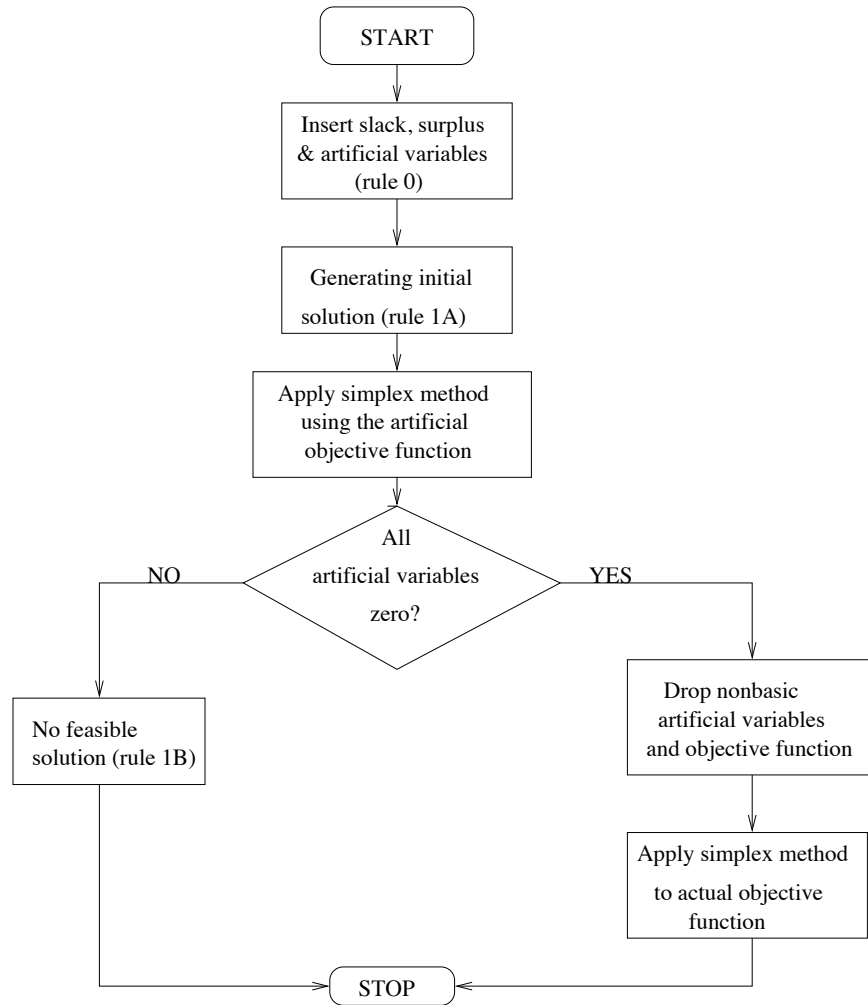 START
Insert slack, surplus
& artificial variables
(rule 0)
Generating initial
solution (rule 1A)
Apply simplex method
using the artificial
objective function
All
artificial variables
zero?
NO
YES
No feasible
solution (rule 1B)
Drop nonbasic
artificial variables
and objective function
Apply simplex method
to actual objective
function
STOP